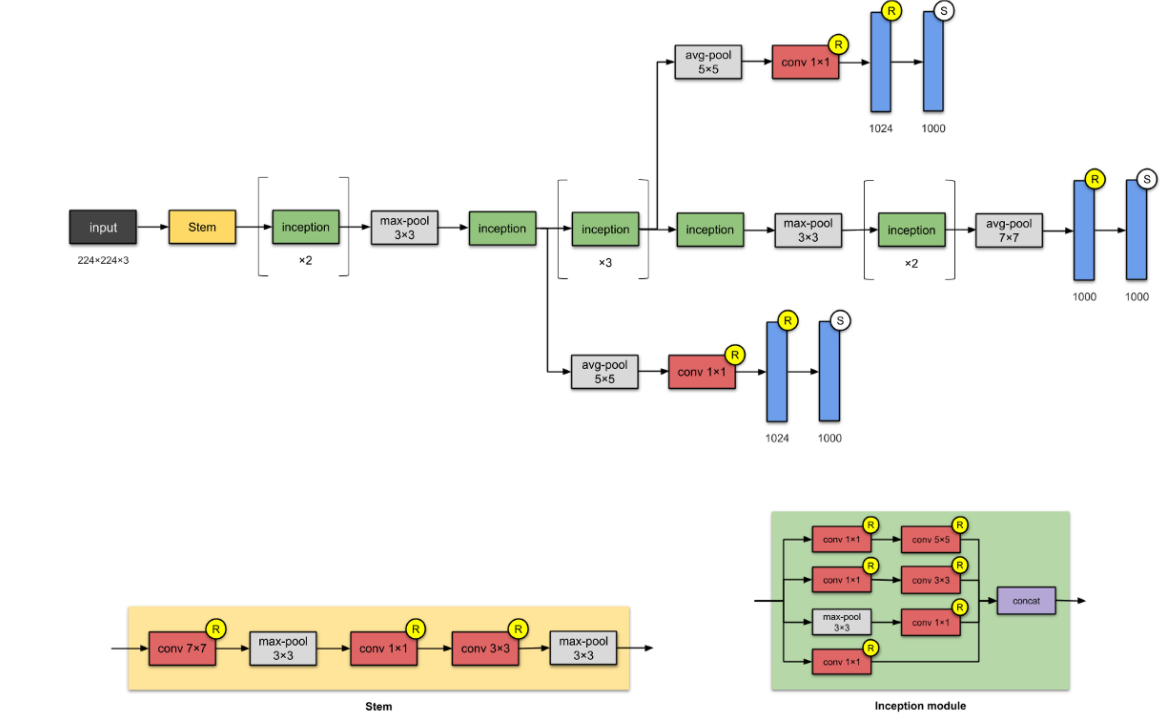 R
S
avg-pool
5×5
conv 1×1
R
1024
1000
input
224×224×3
Stem
inception
×2
max-pool
3×3
inception
inception
×3
inception
max-pool
3×3
inception
×2
avg-pool
7×7
R
S
1000
1000
avg-pool
5×5
conv 1×1
R
R
S
1024
1000
conv 7×7
R
max-pool
3×3
conv 1×1
R
conv 3×3
R
max-pool
3×3
Stem
conv 1×1
R
conv 5×5
R
conv 1×1
R
conv 3×3
R
max-pool
3×3
conv 1×1
R
conv 1×1
R
concat
Inception module